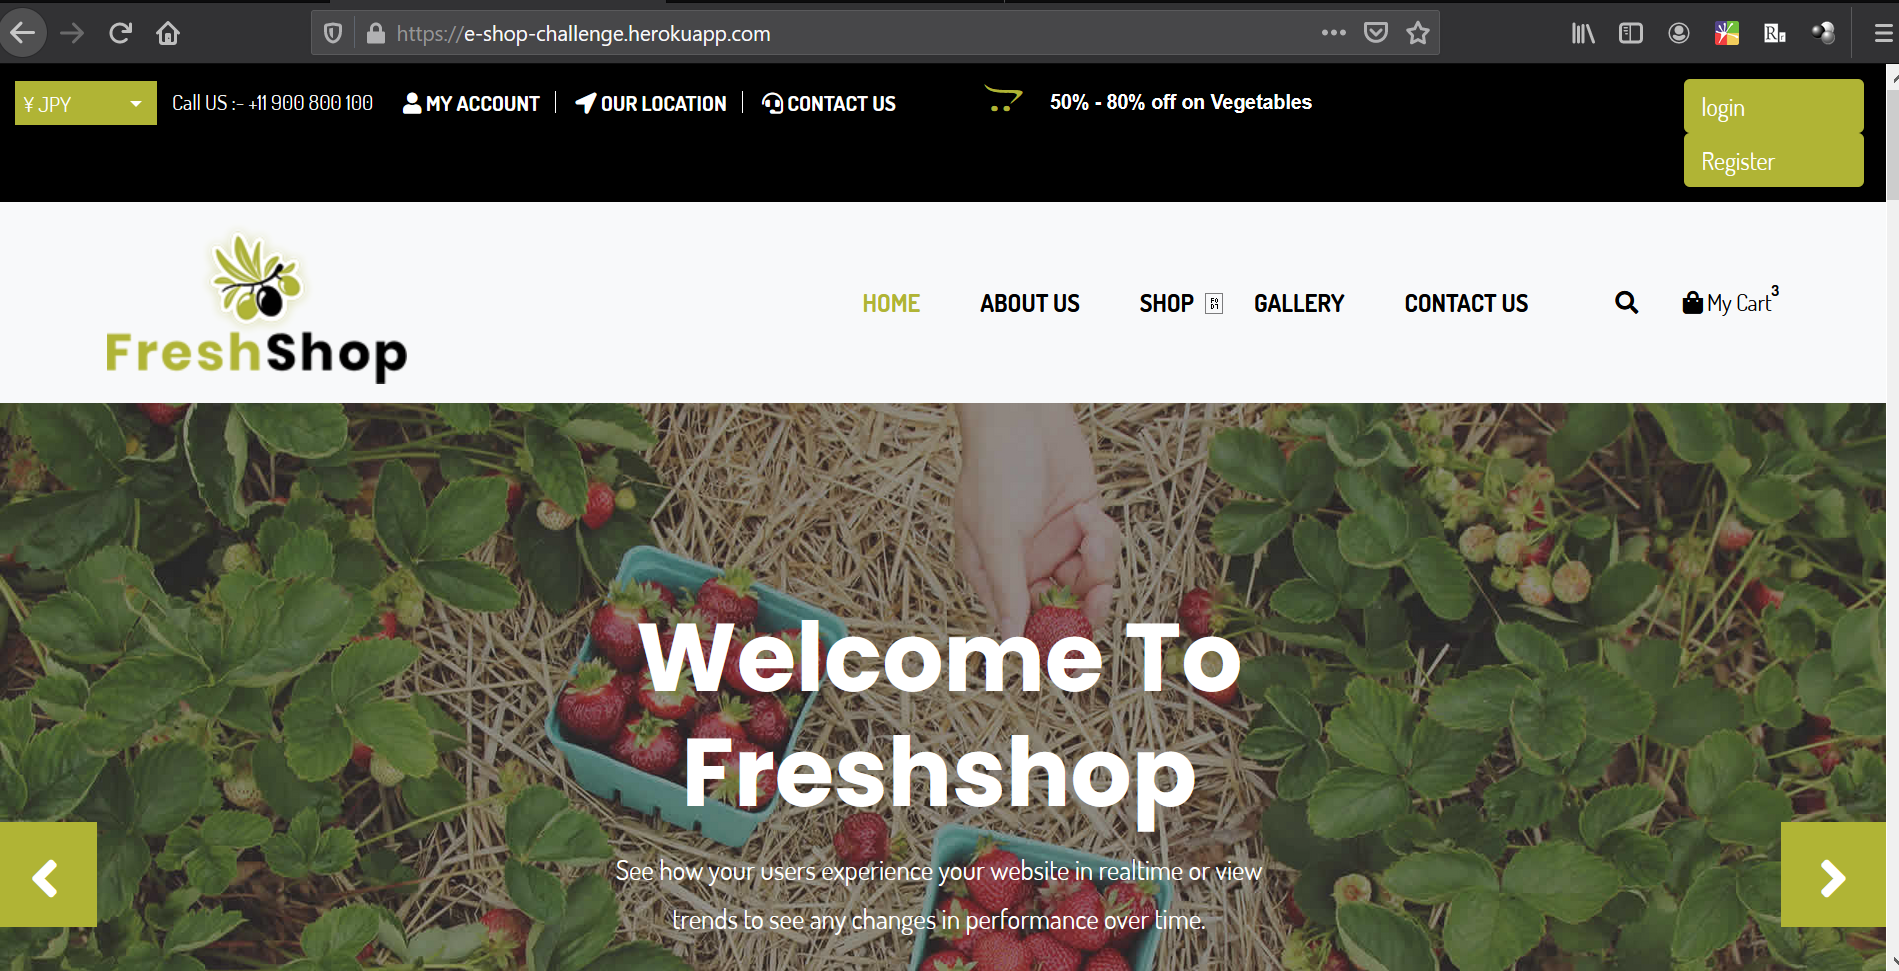 https://e-shop-challenge.herokuapp.com
¥ JPY
Call US :- +11 900 800 100
MY ACCOUNT
OUR LOCATION
CONTACT US
50% - 80% off on Vegetables
login
Register
FreshShop
HOME
ABOUT US
SHOP
GALLERY
CONTACT US
My Cart
3
Welcome To
Freshshop
See how your users experience your website in realtime or view
trends to see any changes in performance over time.